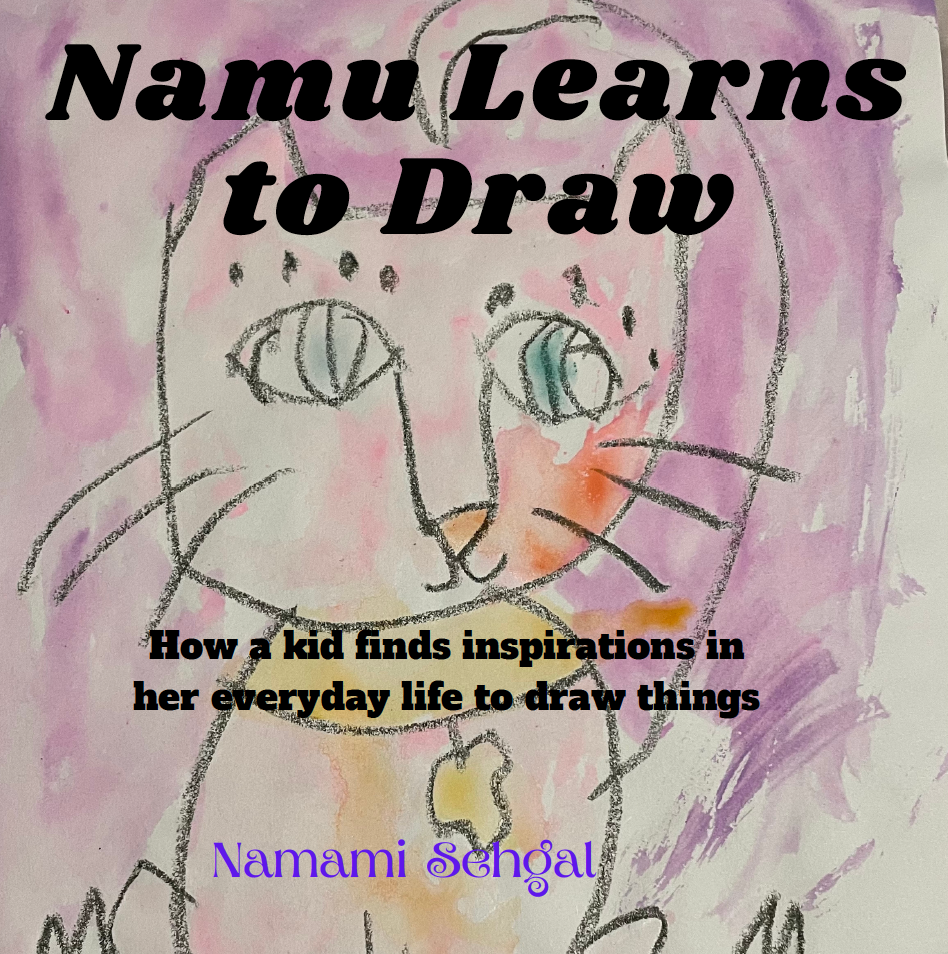 Namu Learns
to Draw
How a kid finds inspirations in
her everyday life to draw things
Namami Sehgal